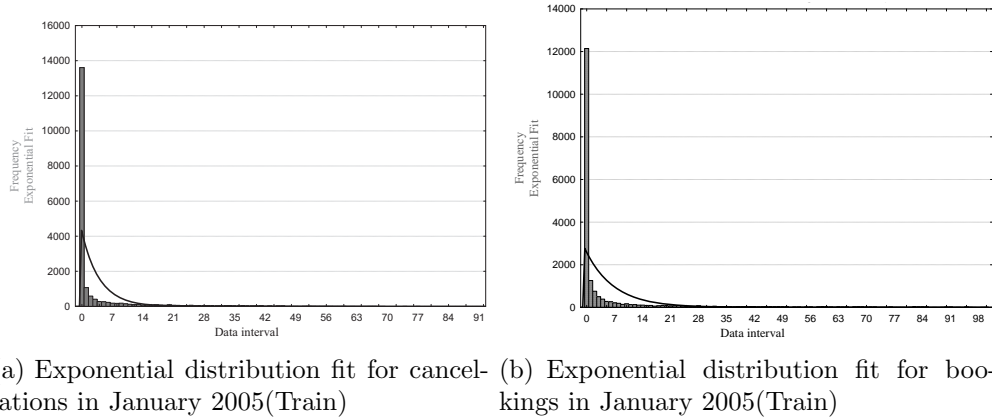 16000
14000
12000
10000
8000
6000
4000
2000
0
Frequency
Exponential Fit
0 7 14 21 28 35 42 49 56 63 70 77 84 91
Data interval
14000
12000
10000
8000
6000
4000
2000
0
Frequency
Exponential Fit
0 7 14 21 28 35 42 49 56 63 70 77 84 91 98
Data interval
a) Exponential distribution fit for cancel-
ations in January 2005(Train)
(b) Exponential distribution fit for boo-
kings in January 2005(Train)